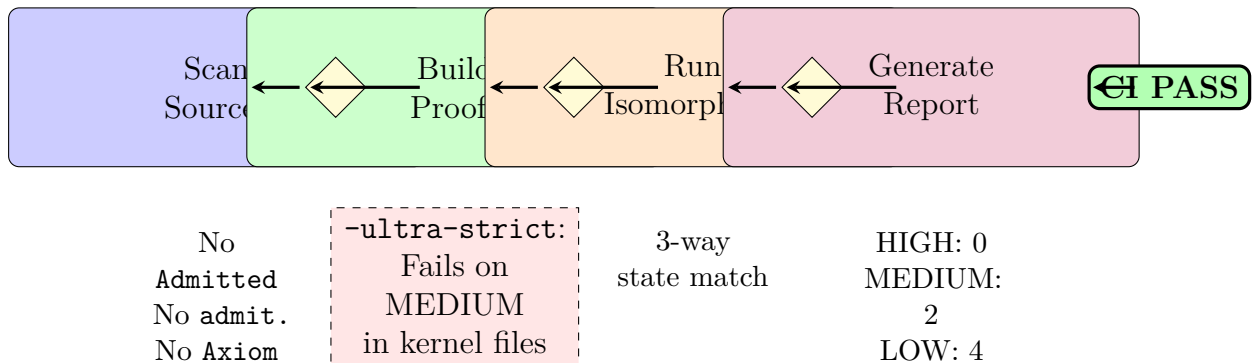 Scan
Source
Build
Proof
Run
Isomorph
Generate
Report
CI PASS
No
Admitted
No admit.
No Axiom
-ultra-strict:
Fails on
MEDIUM
in kernel files
3-way
state match
HIGH: 0
MEDIUM:
2
LOW: 4